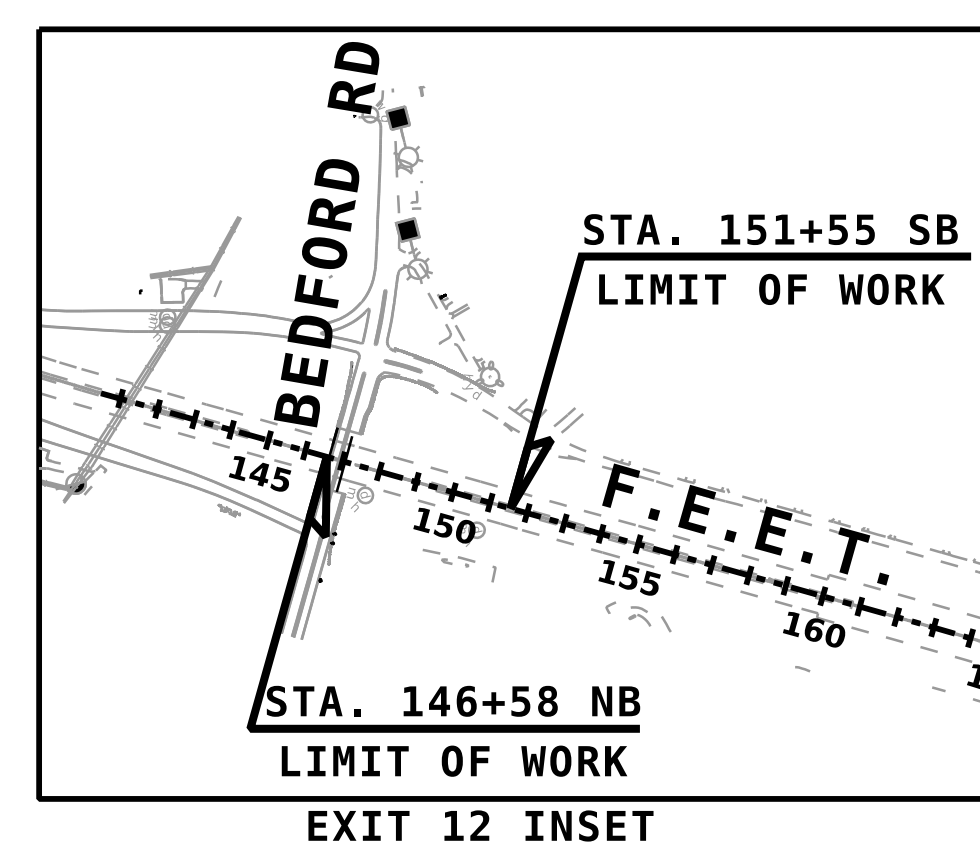 BEDFORD RD
STA. 151+55 SB
LIMIT OF WORK
F.E.E.T.
145
150
155
160
STA. 146+58 NB
LIMIT OF WORK
EXIT 12 INSET